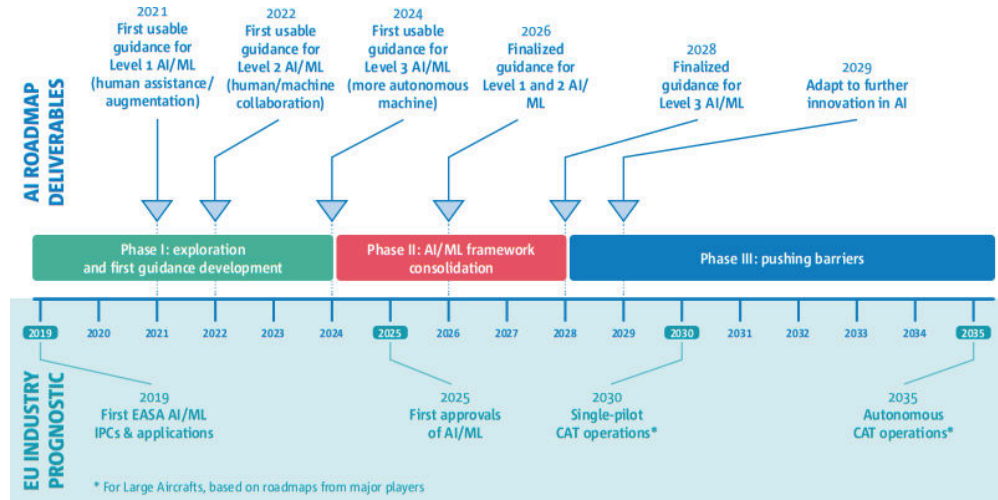 AI ROADMAP
DELIVERABLES
2021
First usable
guidance for
Level 1 AI/ML
(human assistance/
augmentation)
2022
First usable
guidance for
Level 2 AI/ML
(human/machine
collaboration)
2024
First usable
guidance for
Level 3 AI/ML
(more autonomous
machine)
2026
Finalized
guidance for
Level 1 and 2 AI/
ML
2028
Finalized
guidance for
Level 3 AI/ML
2029
Adapt to further
innovation in AI
Phase I: exploration
and first guidance development
Phase II: AI/ML framework
consolidation
Phase III: pushing barriers
2019
2020
2021
2022
2023
2024
2025
2026
2027
2028
2029
2030
2031
2032
2033
2034
2035
EU INDUSTRY
PROGNOSTIC
2019
First EASA AI/ML
IPCs & applications
2025
First approvals
of AI/ML
2030
Single-pilot
CAT operations*
2035
Autonomous
CAT operations*
* For Large Aircrafts, based on roadmaps from major players